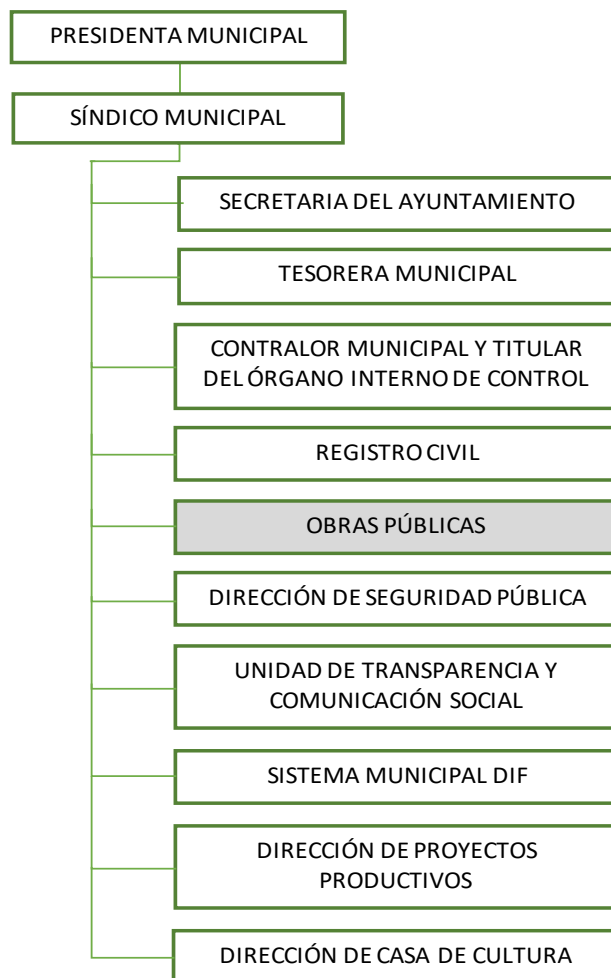 PRESIDENTA MUNICIPAL
SÍNDICO MUNICIPAL
SECRETARIA DEL AYUNTAMIENTO
TESORERA MUNICIPAL
CONTRALOR MUNICIPAL Y TITULAR
DEL ÓRGANO INTERNO DE CONTROL
REGISTRO CIVIL
OBRAS PÚBLICAS
DIRECCIÓN DE SEGURIDAD PÚBLICA
UNIDAD DE TRANSPARENCIA Y
COMUNICACIÓN SOCIAL
SISTEMA MUNICIPAL DIF
DIRECCIÓN DE PROYECTOS
PRODUCTIVOS
DIRECCIÓN DE CASA DE CULTURA